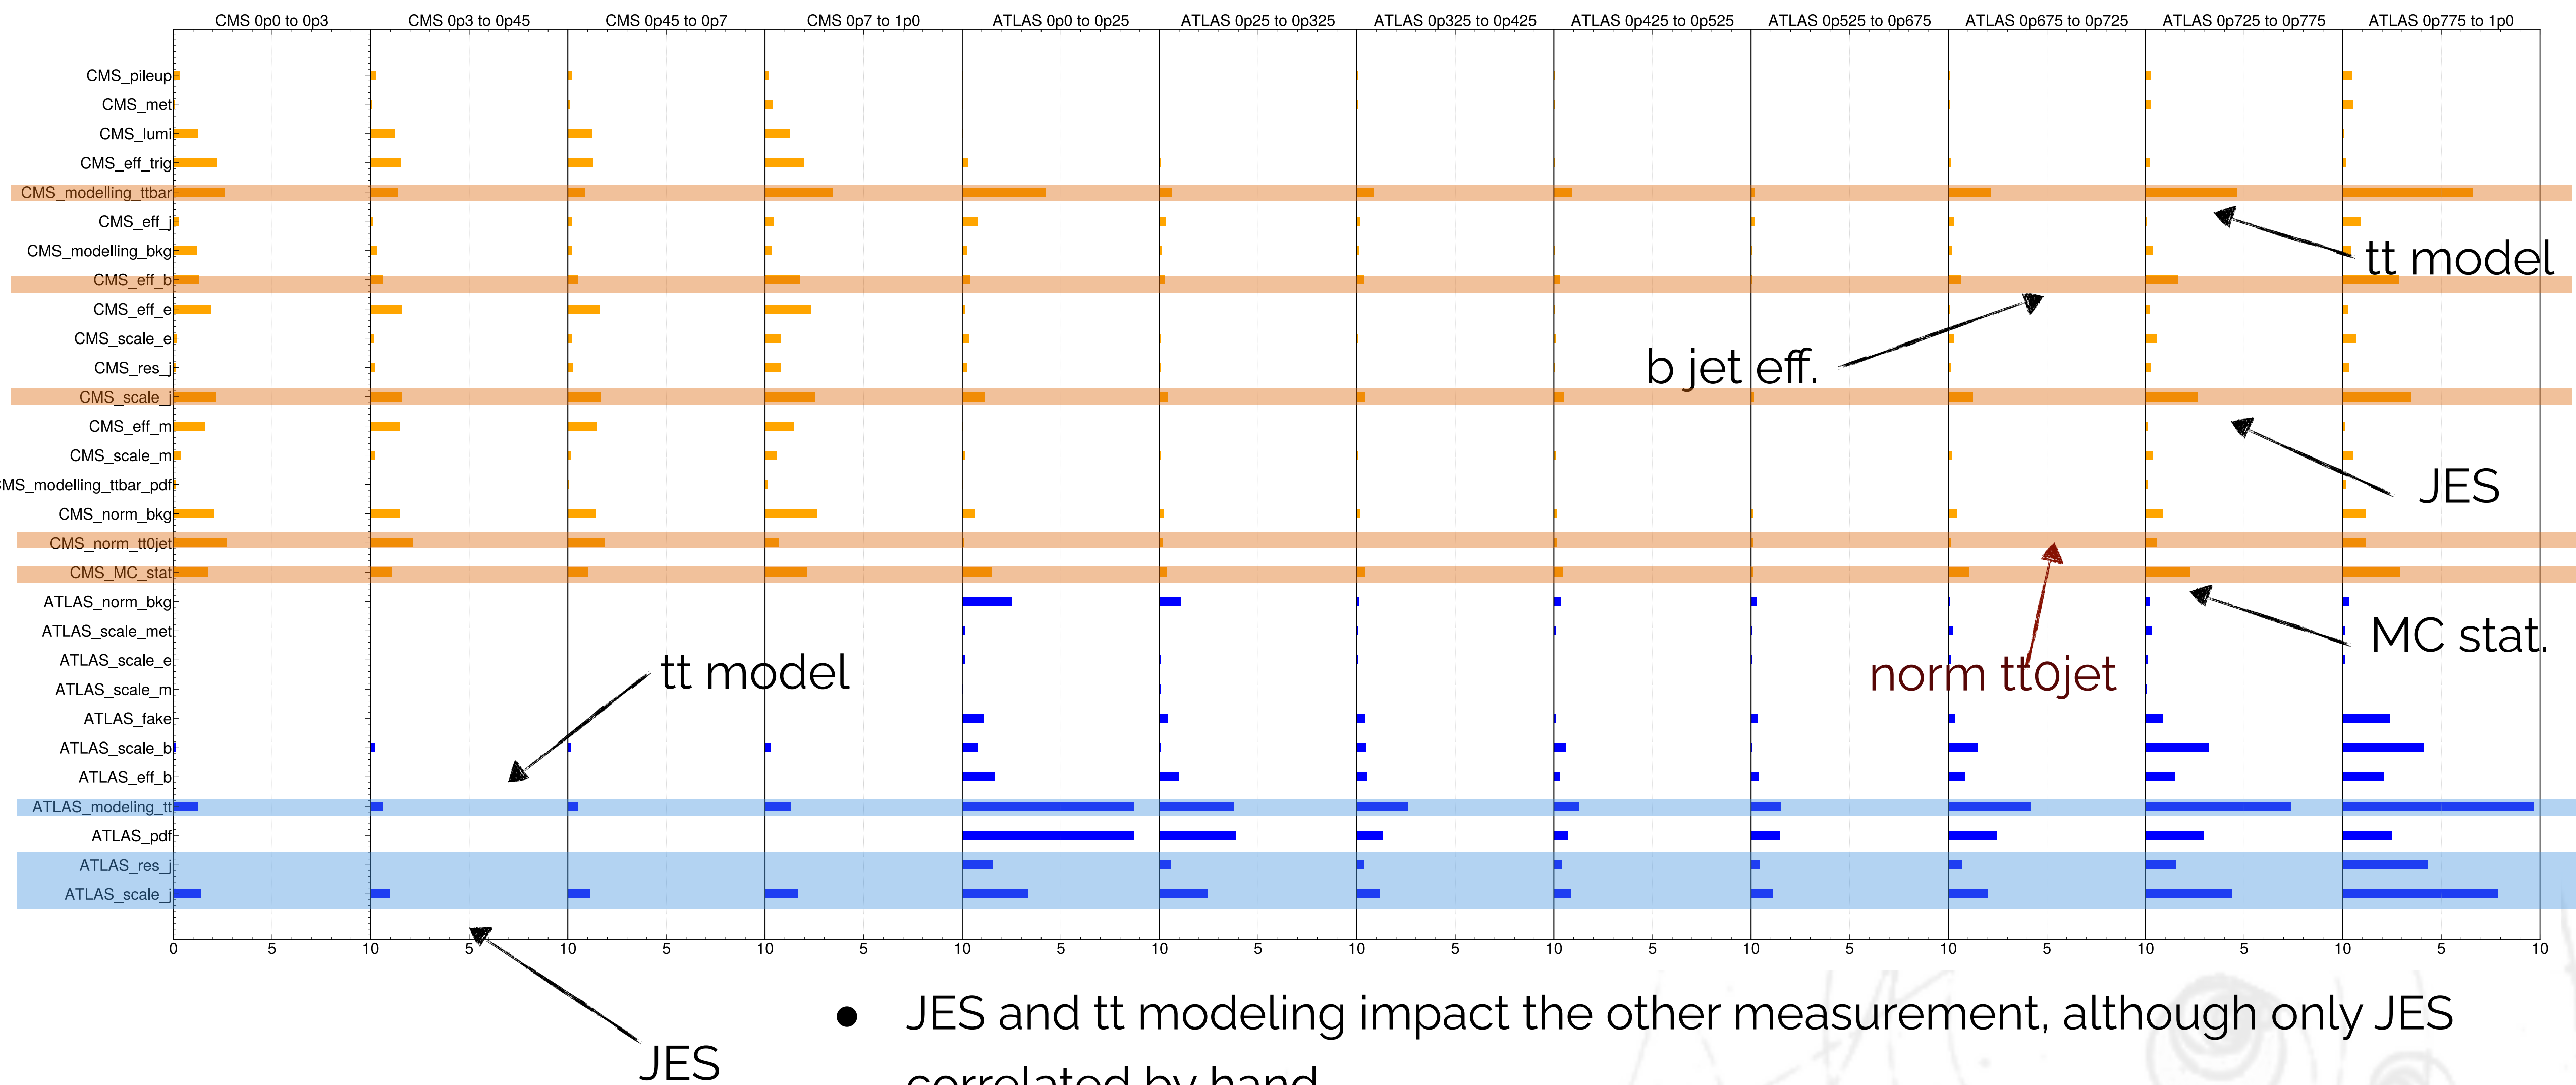 CMS 0p0 to 0p3 CMS 0p3 to 0p45 CMS 0p45 to 0p7 CMS 0p7 to 1p0 ATLAS 0p0 to 0p25 ATLAS 0p25 to 0p325 ATLAS 0p325 to 0p425 ATLAS 0p425 to 0p525 ATLAS 0p525 to 0p675 ATLAS 0p675 to 0p725 ATLAS 0p725 to 0p775 ATLAS 0p775 to 1p0
CMS_pileup
CMS_met
CMS_lumi
CMS_eff_trig
CMS_modelling_ttbar
CMS_eff_j
CMS_modelling_bkg
tt model
CMS_eff_b
CMS_eff_e
CMS_scale_e
CMS_res_j
b jet eff.
CMS_scale_j
CMS_eff_m
CMS_scale_m
CMS_modelling_ttbar_pdf
JES
CMS_norm_bkg
CMS_norm_tt0jet
CMS_MC_stat
ATLAS_norm_bkg
ATLAS_scale_met
MC stat.
ATLAS_scale_e
tt model
norm tt0jet
ATLAS_scale_m
ATLAS_fake
ATLAS_scale_b
ATLAS_eff_b
ATLAS_modeling_tt
ATLAS_pdf
ATLAS_res_j
ATLAS_scale_j
0 5 10 5 10 5 10 5 10 5 10 5 10 5 10 5 10 5 10 5 10 5 10 5 10
● JES and tt modeling impact the other measurement, although only JES
JES
correlated by hand